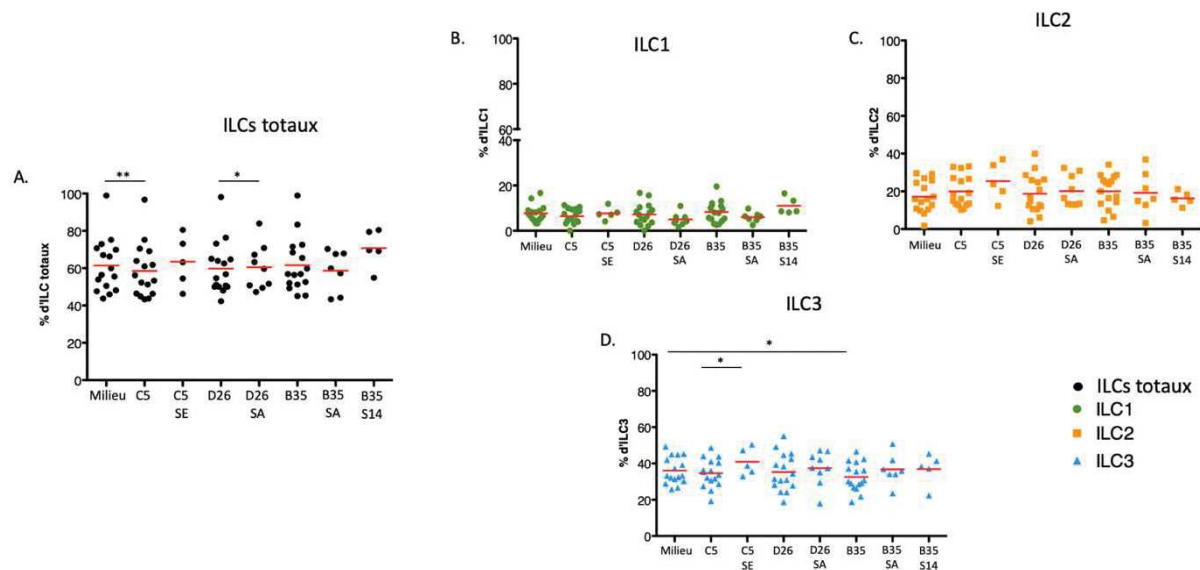 ILCs totaux
A.
**
*
% d'ILC totaux
100
80
60
40
20
0
Milieu C5 C5 SE D26 D26 SA B35 B35 SA B35 S14
B.
ILC1
% d'ILC1
100
80
60
40
20
0
Milieu C5 C5 SE D26 D26 SA B35 B35 SA B35 S14
C.
ILC2
% d'ILC2
100
80
60
40
20
0
Milieu C5 C5 SE D26 D26 SA B35 B35 SA B35 S14
ILC3
D.
*
*
% d'ILC3
100
80
60
40
20
0
Milieu C5 C5 SE D26 D26 SA B35 B35 SA B35 S14
ILCs totaux
ILC1
ILC2
ILC3